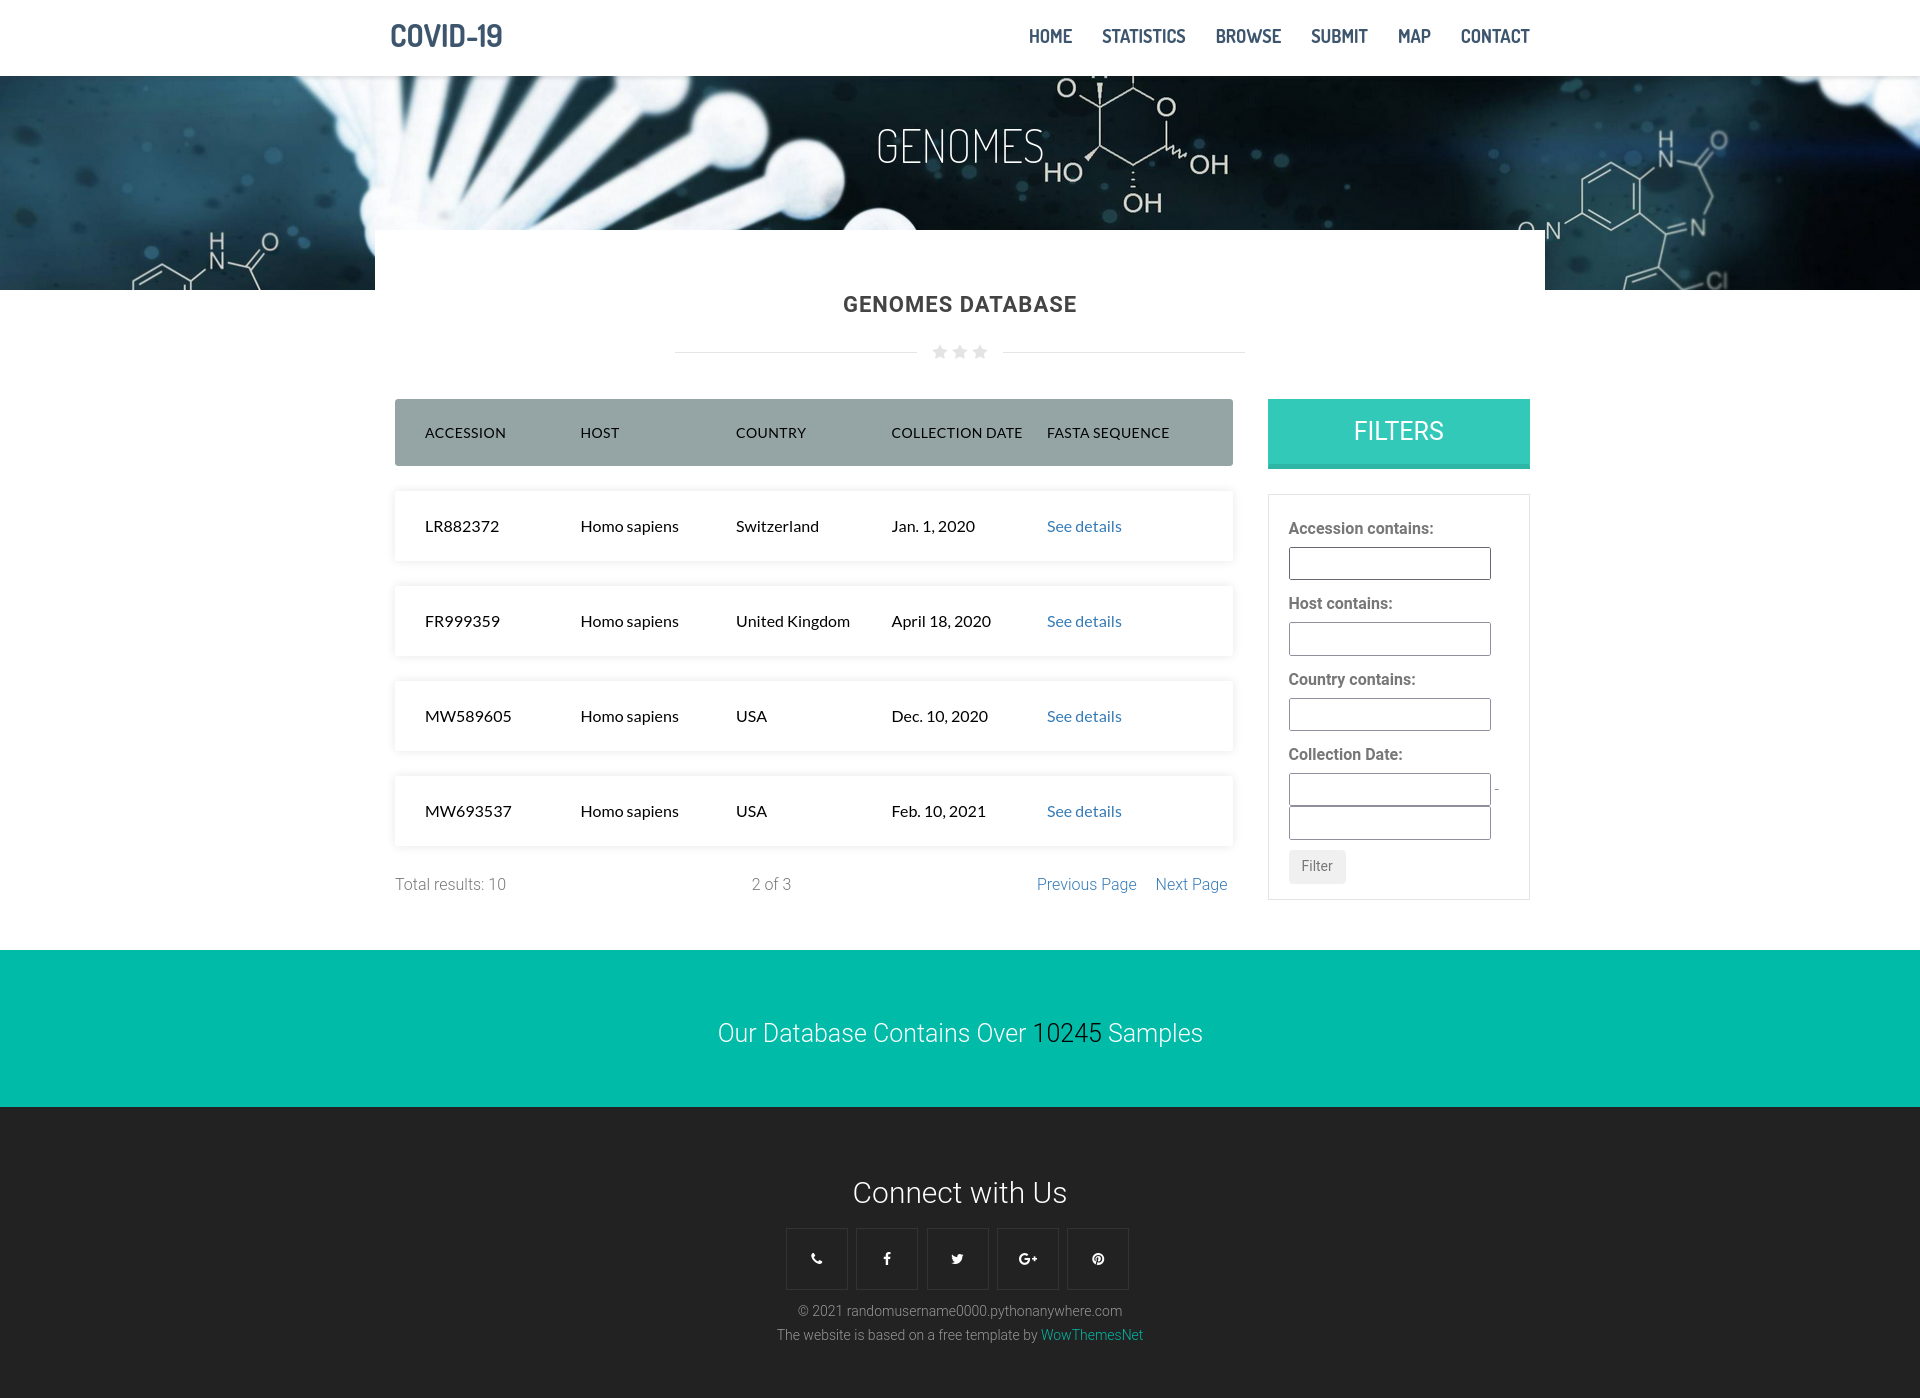 COVID-19
HOME STATISTICS BROWSE SUBMIT MAP CONTACT
GENOMES
O
O
HO
OH
OH
H
N
O
H
N
O
N
O
N
Cl
GENOMES DATABASE
ACCESSION HOST COUNTRY COLLECTION DATE FASTA SEQUENCE
LR882372 Homo sapiens Switzerland Jan. 1, 2020 See details
FR999359 Homo sapiens United Kingdom April 18, 2020 See details
MW589605 Homo sapiens USA Dec. 10, 2020 See details
MW693537 Homo sapiens USA Feb. 10, 2021 See details
Total results: 10 2 of 3 Previous Page Next Page
FILTERS
Accession contains:
Host contains:
Country contains:
Collection Date:
-
Filter
Our Database Contains Over 10245 Samples
Connect with Us
© 2021 randomusername0000.pythonanywhere.com
The website is based on a free template by WowThemesNet